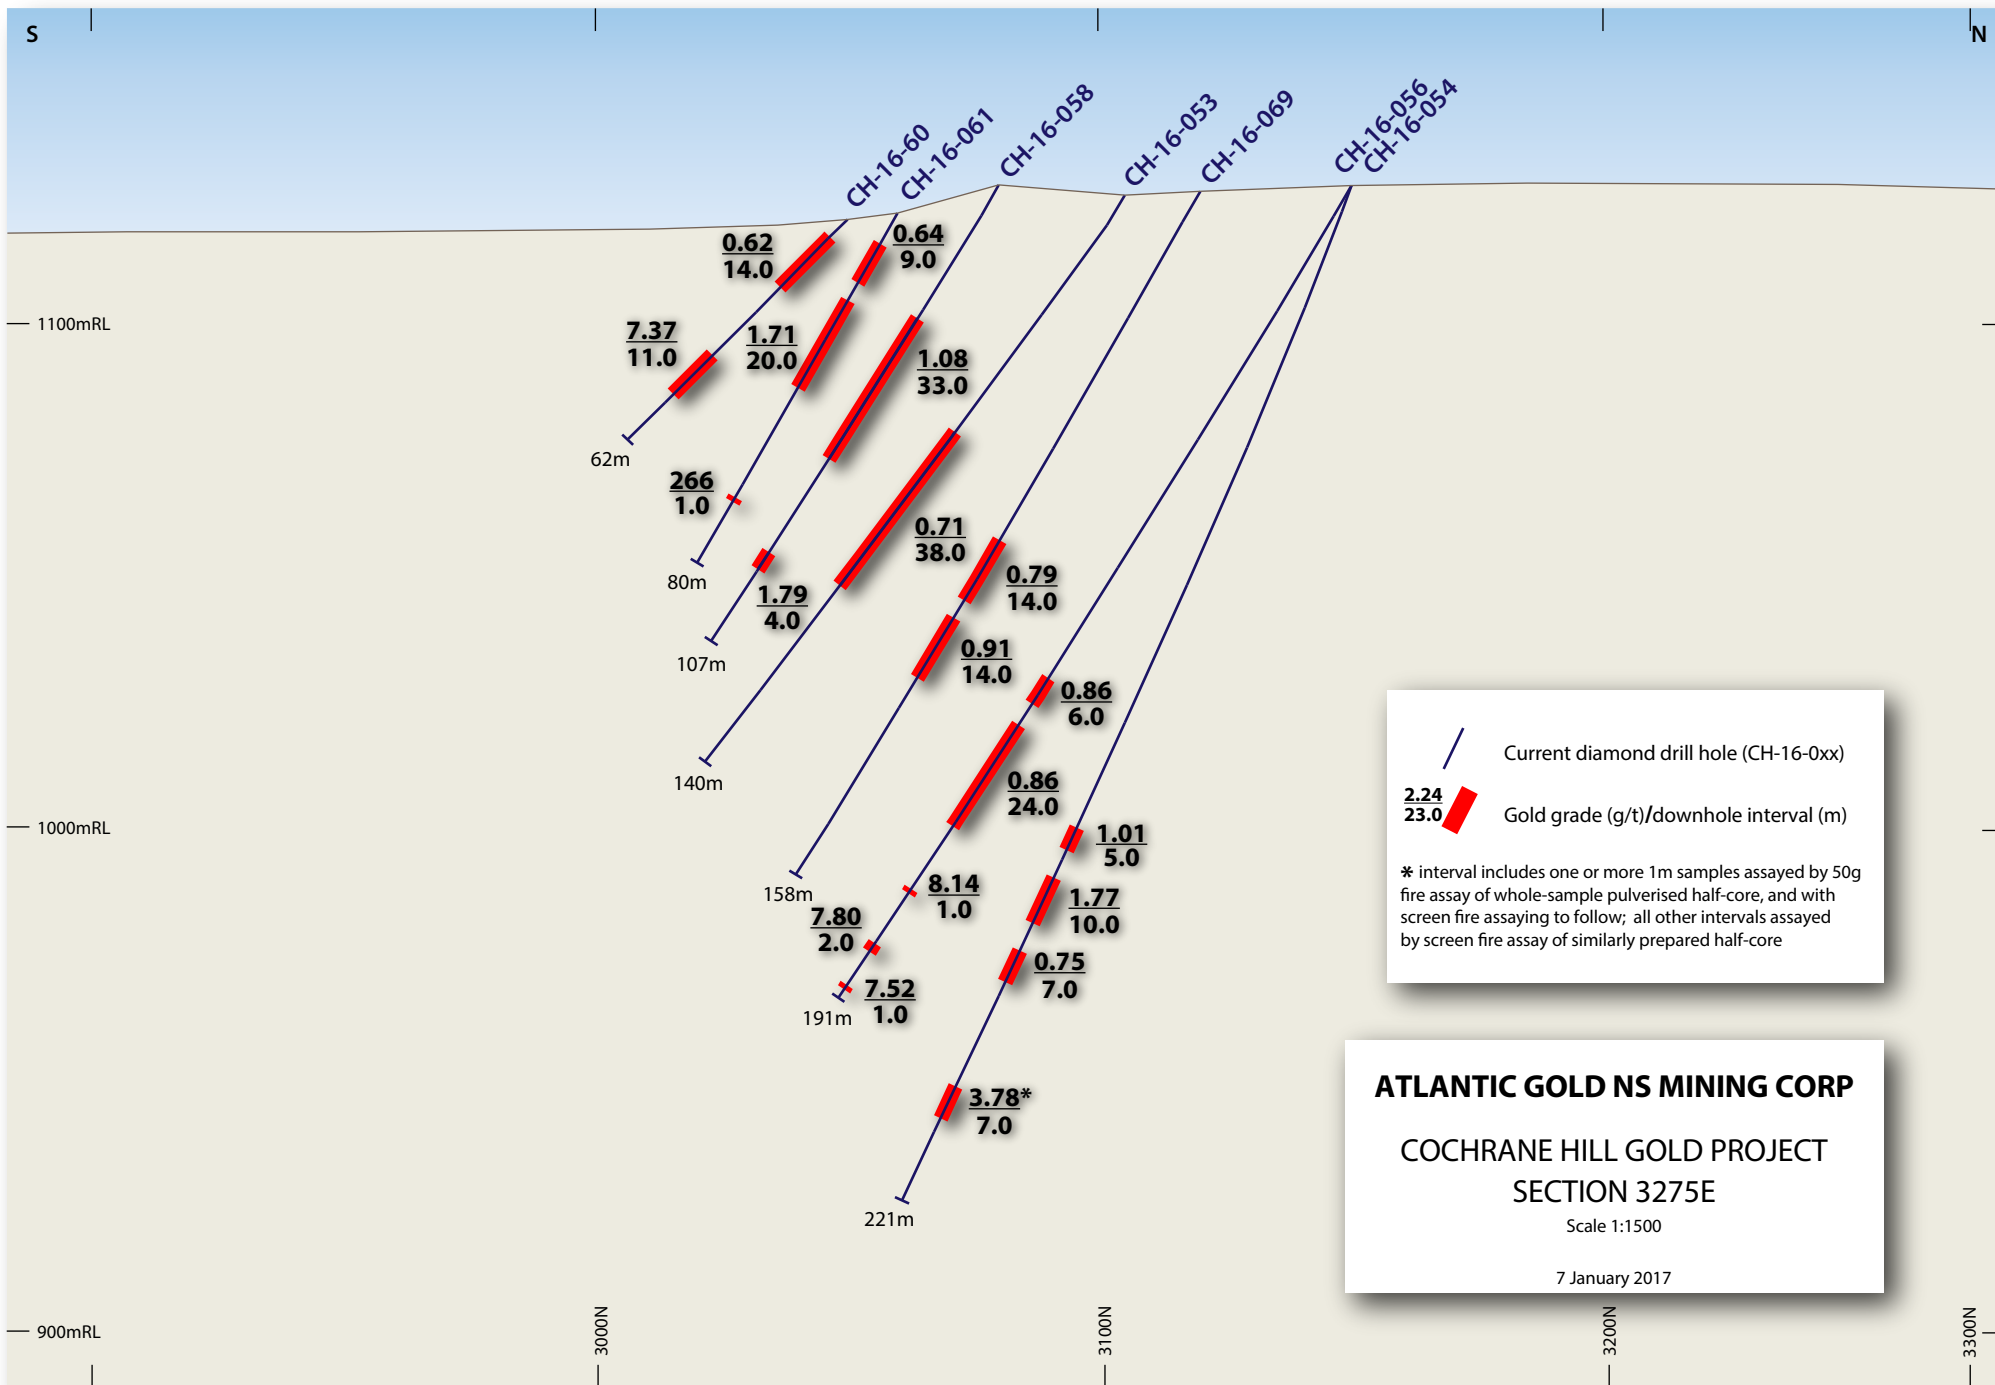 S
N
CH-16-60
CH-16-061
CH-16-058
CH-16-053
CH-16-069
CH-16-056
CH-16-054
0.62
14.0
0.64
9.0
1100mRL
7.37
11.0
1.71
20.0
1.08
33.0
62m
266
1.0
0.71
38.0
80m
1.79
4.0
0.79
14.0
107m
0.91
14.0
0.86
6.0
140m
0.86
24.0
1000mRL
1.01
5.0
158m
8.14
1.0
1.77
10.0
7.80
2.0
0.75
7.0
191m
7.52
1.0
3.78*
7.0
221m
Current diamond drill hole (CH-16-0xx)
2.24
23.0
Gold grade (g/t)/downhole interval (m)
* interval includes one or more 1m samples assayed by 50g
fire assay of whole-sample pulverised half-core, and with
screen fire assaying to follow; all other intervals assayed
by screen fire assay of similarly prepared half-core
ATLANTIC GOLD NS MINING CORP
COCHRANE HILL GOLD PROJECT
SECTION 3275E
Scale 1:1500
7 January 2017
900mRL
3000N
3100N
3200N
3300N